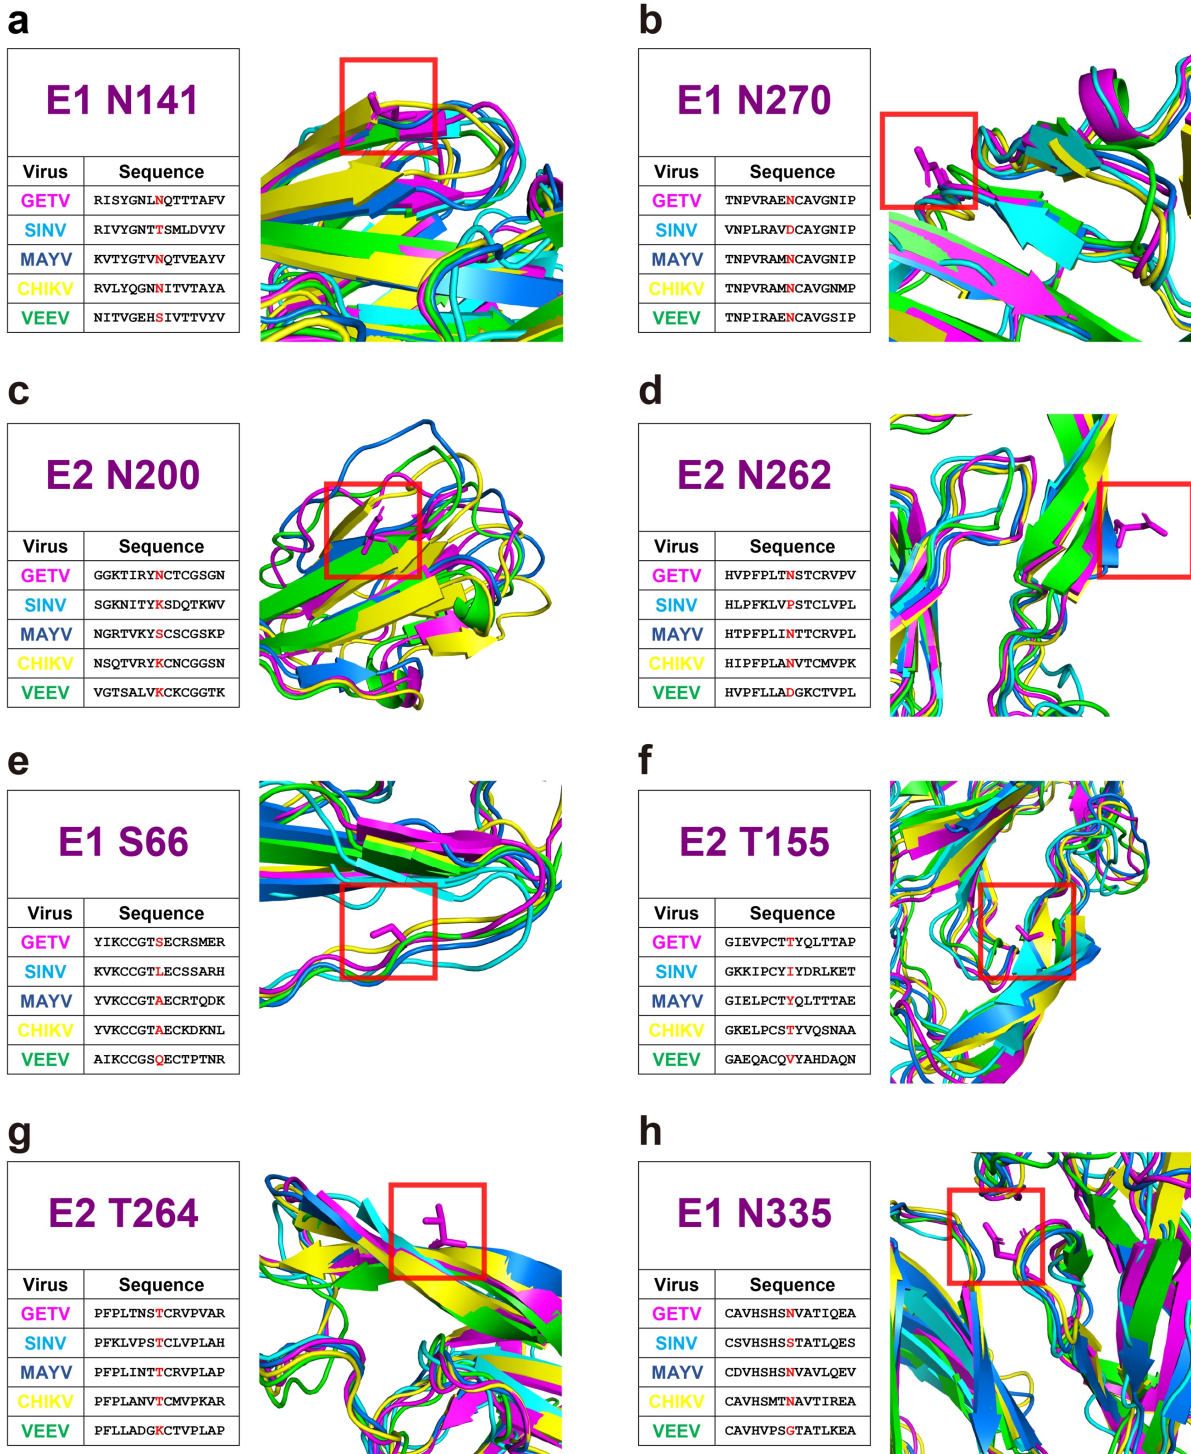 a
E1 N141
Virus Sequence
GETV RISYGNLNQTTTAFV
SINV RIVYGNTTSMLDVYV
MAYV KVTYGTVNQTVEAYV
CHIKV RVLYQGNNITVTAYA
VEEV NITVGEHSIVTTVYV
b
E1 N270
Virus Sequence
GETV TNPVRAENCAVGNIP
SINV VNPLRAVDCAYGNIP
MAYV TNPVRAMNCAVGNIP
CHIKV TNPVRAMNCAVGNMP
VEEV TNPIRAENCAVGSIP
c
E2 N200
Virus Sequence
GETV GGKTIRYNCTCGSGN
SINV SGKNITYKSDQTKWV
MAYV NGRTVKYSCSCGSKP
CHIKV NSQTVRYKCNCGGSN
VEEV VGTSALVKCKCGGTK
d
E2 N262
Virus Sequence
GETV HVPFPLTNSTCRVPV
SINV HLPFKLVPSTCLVPL
MAYV HTPFPLINTTCRVPL
CHIKV HIPFPLANVTCMVPK
VEEV HVPFLLADGKCTVPL
e
E1 S66
Virus Sequence
GETV YIKCCGTSECRSMER
SINV KVKCCGTLECSSARH
MAYV YVKCCGTAECRTQDK
CHIKV YVKCCGTAECKDKNL
VEEV AIKCCGSQECTPTNR
f
E2 T155
Virus Sequence
GETV GIEVPCTTYQLTTAP
SINV GKKIPCYIYDRLKET
MAYV GIELPCTYQLTTTAE
CHIKV GKELPCSTYVQSNAA
VEEV GAEQACQVYAHDAQN
g
E2 T264
Virus Sequence
GETV PFPLTNSTCRVPVAR
SINV PFKLVPSTCLVPLAH
MAYV PFPLINTTCRVPLAP
CHIKV PFPLANVTCMVPKAR
VEEV PFLLADGKCTVPLAP
h
E1 N335
Virus Sequence
GETV CAVHSHSNVATIQEA
SINV CSVHSHSSTATLQES
MAYV CDVHSHSNVAVLQEV
CHIKV CAVHSMTNAVTIREA
VEEV CAVHVPSGTATLKEA